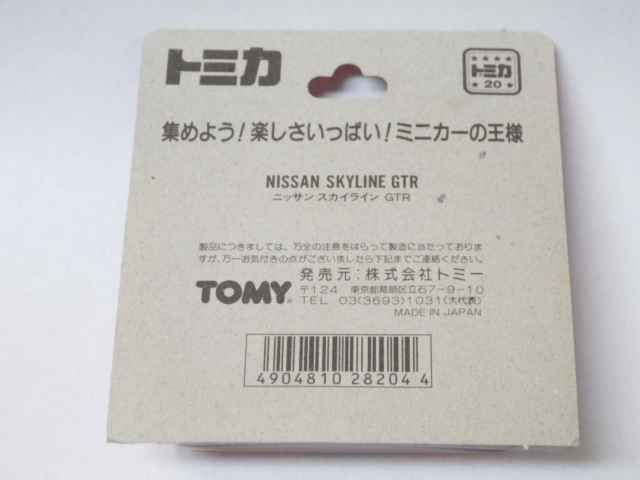 トミカ
トミカ
20
集めよう!楽しさいっぱい!ミニカーの王様
NISSAN SKYLINE GTR
ニッサン スカイライン GTR
製品につきましては、万全の注意をはらって製造に当たっておりま
すが、万一お気付きの点がございましたら下記までご連絡ください。
発売元:株式会社トミー
TOMY® 〒124 東京都葛飾区立石7-9-10
TEL 03(3693)1031(大代表)
MADE IN JAPAN
4904810 28204 4